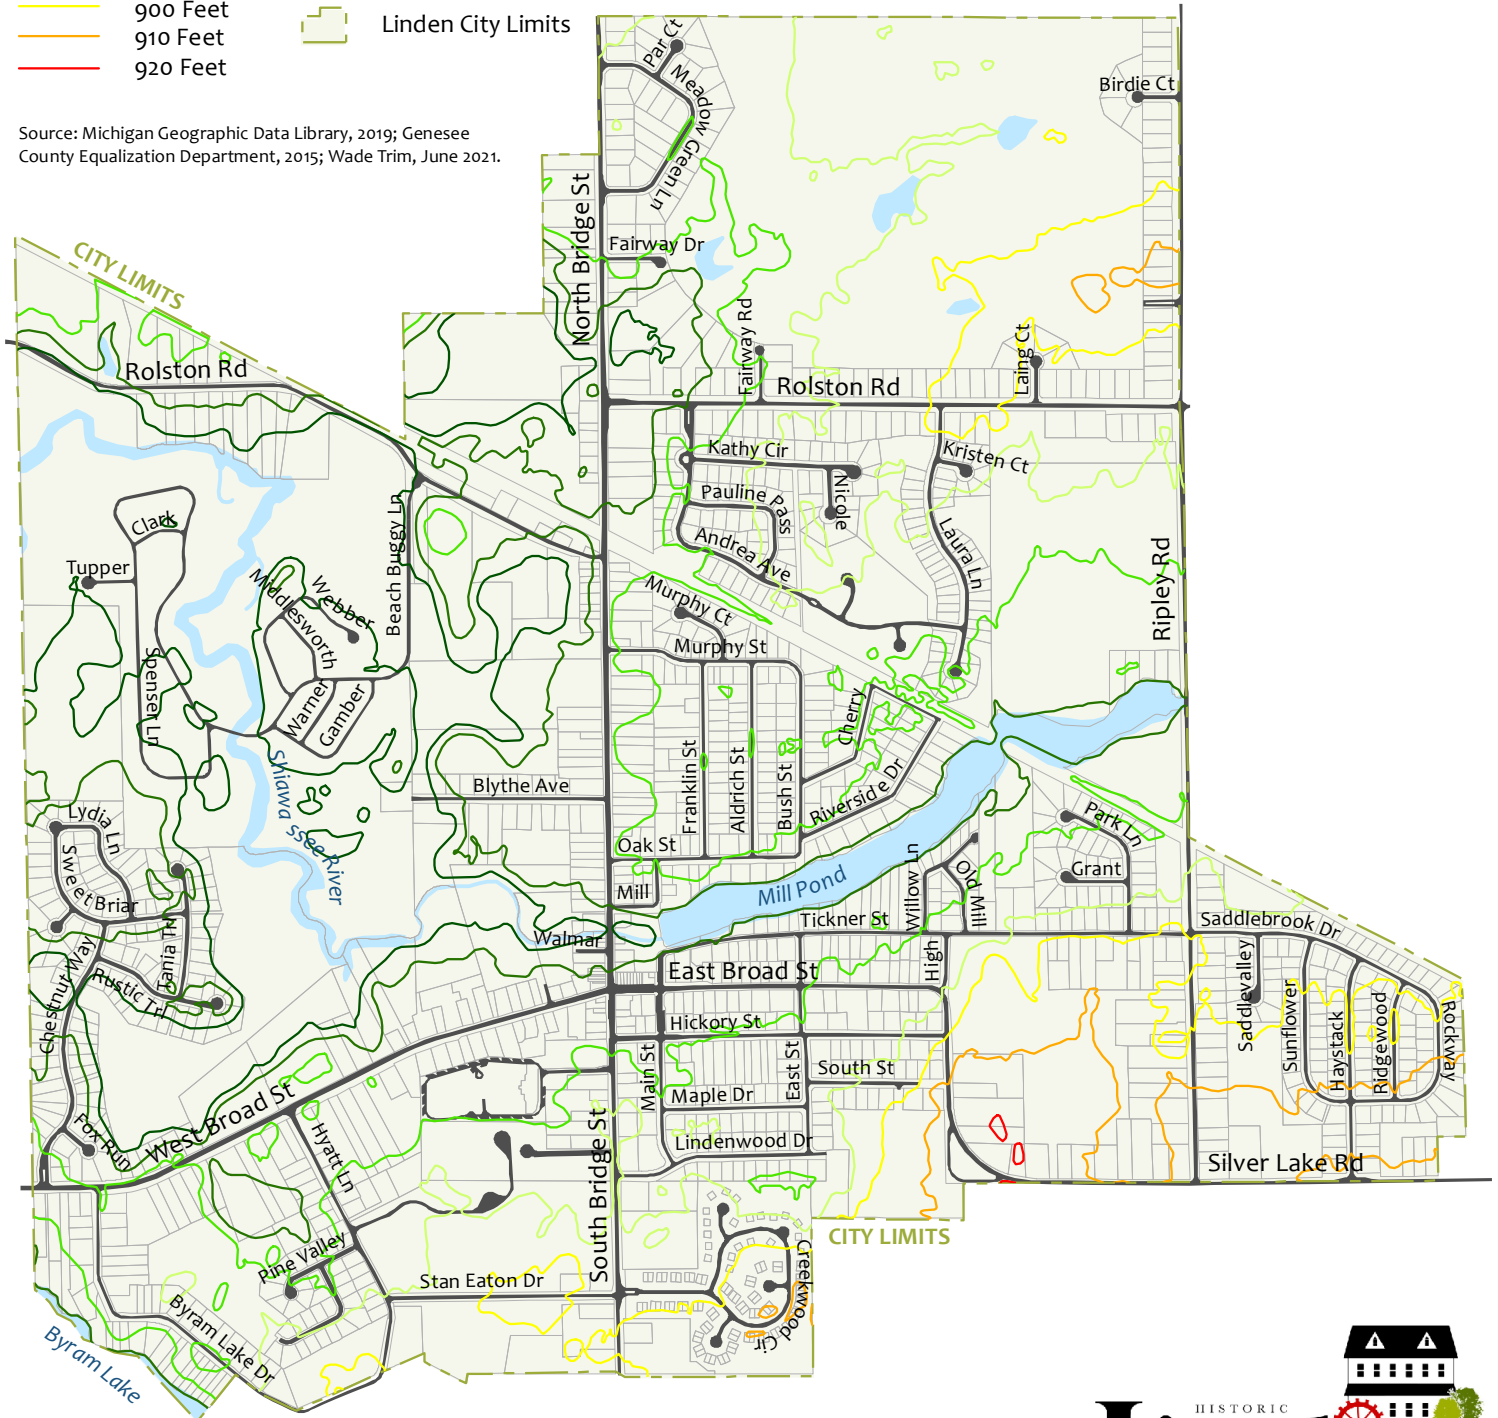 900 Feet
910 Feet
920 Feet
Linden City Limits
Source: Michigan Geographic Data Library, 2019; Genesee
County Equalization Department, 2015; Wade Trim, June 2021.
Par Ct
Meadow Green Ln
Birdie Ct
North Bridge St
Fairway Dr
CITY LIMITS
Rolston Rd
Fairway Rd
Rolston Rd
Laing Ct
Kathy Cir
Kristen Ct
Nicole
Pauline Pass
Andrea Ave
Laura Ln
Clark
Tupper
Beach Buggy Ln
Webber
Middlesworth
Murphy Ct
Murphy St
Ripley Rd
Spenser Ln
Warner
Gamber
Cherry
Shiawassee River
Franklin St
Aldrich St
Bush St
Riverside Dr
Blythe Ave
Lydia Ln
Sweet Briar
Oak St
Mill
Mill Pond
Park Ln
Grant
Willow Ln
Old Mill
Tickner St
Saddlebrook Dr
Walmar
Tania Trl
Chestnut Way
Rustic Trl
East Broad St
High
Saddlevalley
Sunflower
Haystack
Ridgewood
Rockway
Hickory St
Main St
East St
South St
Maple Dr
Lindenwood Dr
West Broad St
Fox Run
Hyatt Ln
South Bridge St
Silver Lake Rd
CITY LIMITS
Pine Valley
Stan Eaton Dr
Creekwood Cir
Byram Lake Dr
Byram Lake
HISTORIC